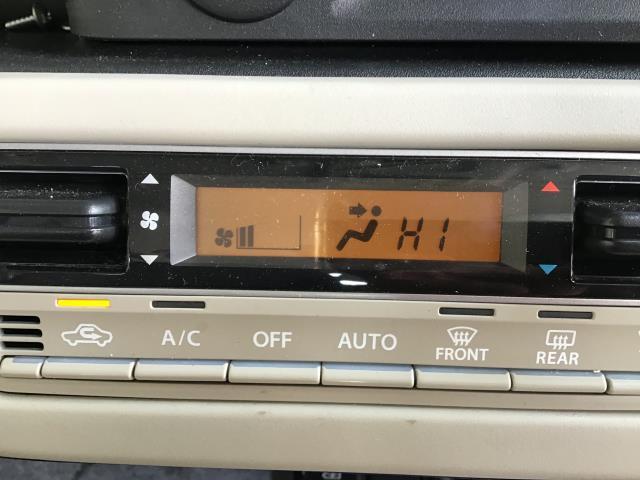 HI
A/C OFF AUTO FRONT REAR